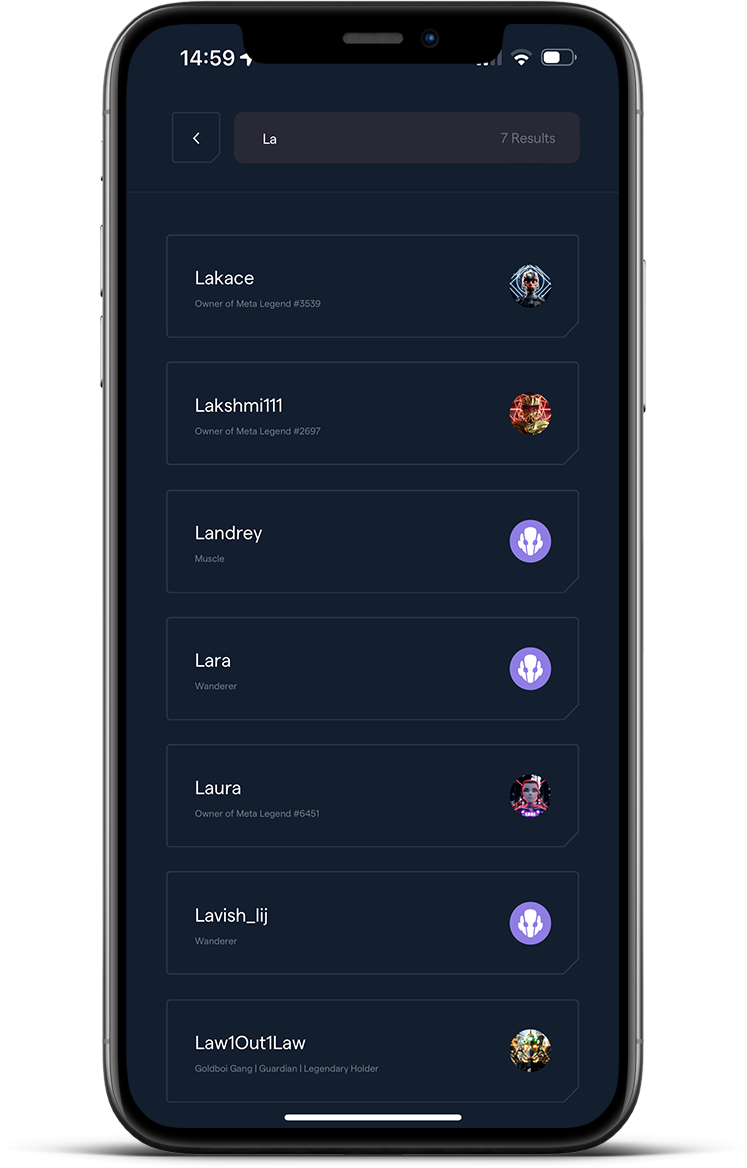 14:59
La
7 Results
Lakace
Owner of Meta Legend #3539
Lakshmi111
Owner of Meta Legend #2697
Landrey
Muscle
Lara
Wanderer
Laura
Owner of Meta Legend #6451
Lavish_lij
Wanderer
Law1Out1Law
Goldboi Gang | Guardian | Legendary Holder